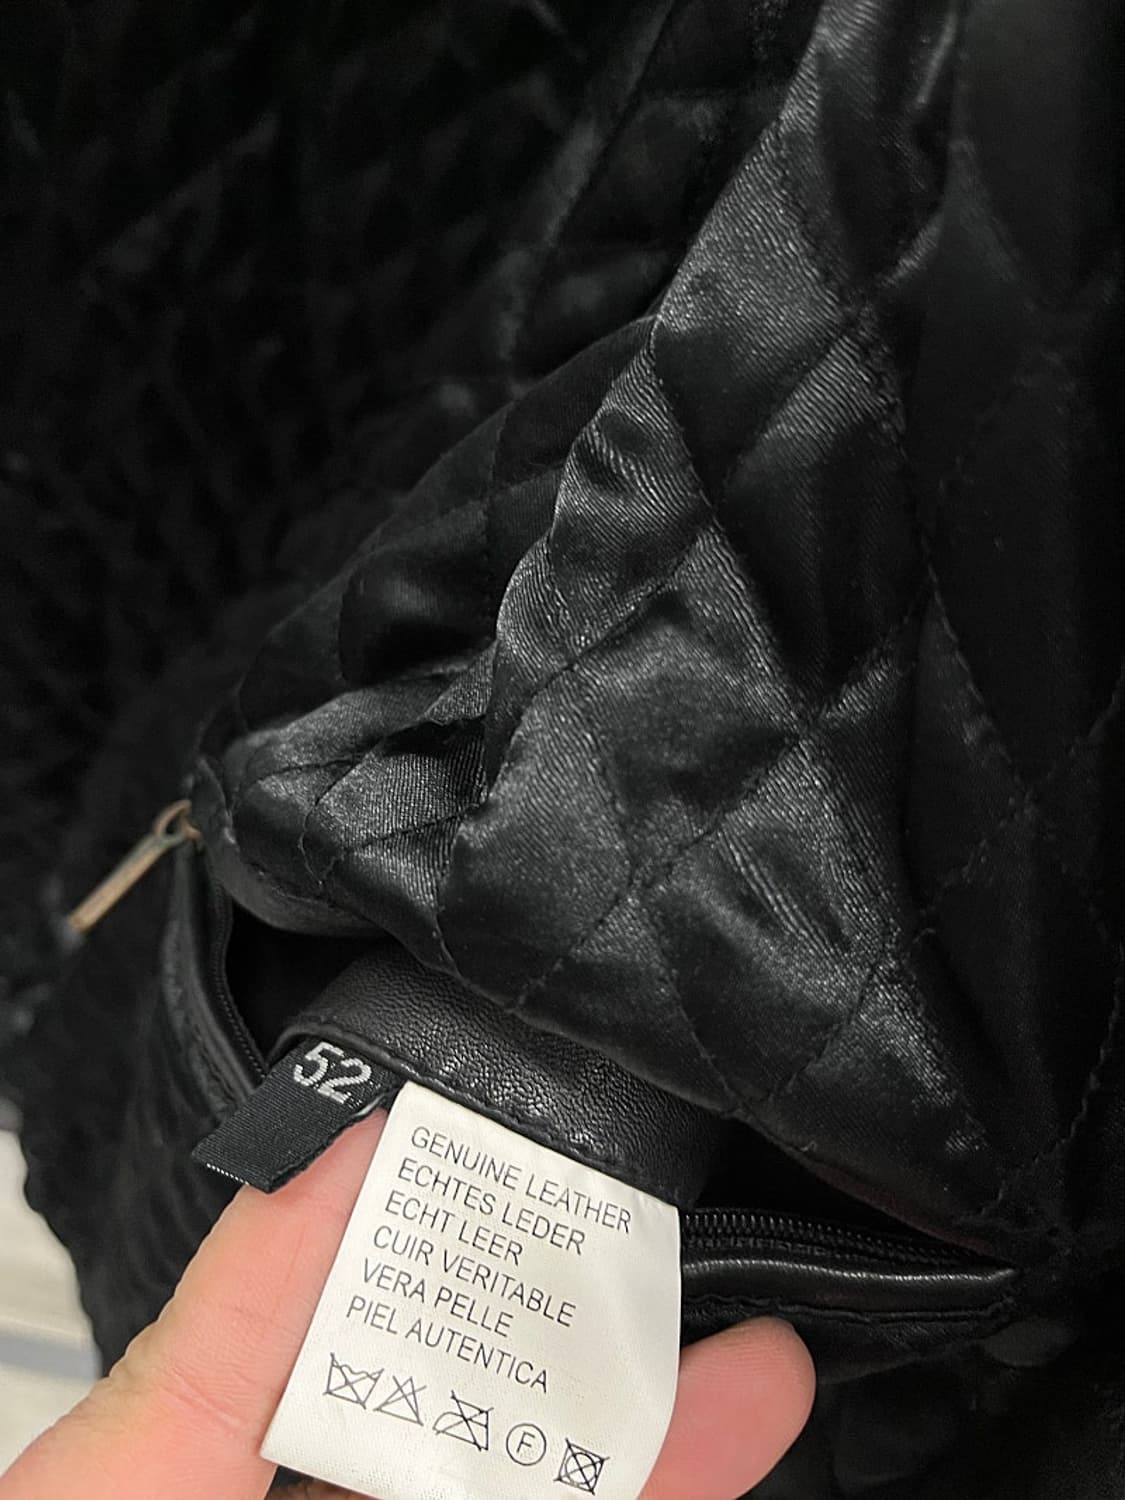 52
GENUINE LEATHER
ECHTES LEDER
ECHT LEER
CUIR VERITABLE
VERA PELLE
PIEL AUTENTICA
F